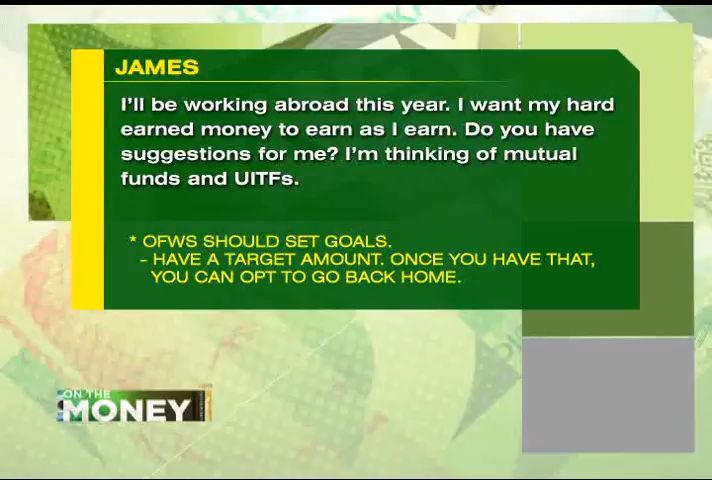 JAMES
I'll be working abroad this year. I want my hard
earned money to earn as I earn. Do you have
suggestions for me? I'm thinking of mutual
funds and UITFs.
* OFWS SHOULD SET GOALS.
- HAVE A TARGET AMOUNT. ONCE YOU HAVE THAT,
YOU CAN OPT TO GO BACK HOME.
ON THE
MONEY